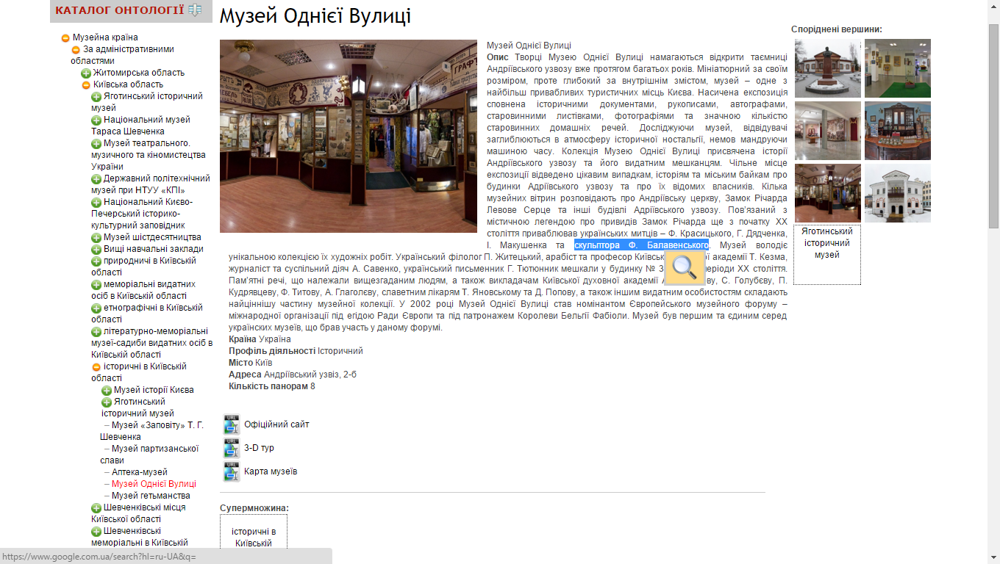 КАТАЛОГ ОНТОЛОГІЇ
Музейна країна
За адміністративними
областями
Житомирська область
Київська область
Яготинський історичний
музей
Національний музей
Тараса Шевченка
Музей театрального.
музичного та кіномистецтва
України
Державний політехнічний
музей при НТУУ «КПІ»
Національний Києво-
Печерський історико-
культурний заповідник
Музей шістдесятництва
Вищі навчальні заклади
природничі в Київській
області
меморіальні видатних
осіб в Київській області
етнографічні в Київській
області
літературно-меморіальні
музеї-садиби видатних осіб в
Київській області
історичні в Київській
області
Музей історії Києва
Яготинський
історичний музей
Музей «Заповіту» Т. Г.
Шевченка
Музей партизанської
слави
Аптека-музей
Музей Однієї Вулиці
Музей гетьманства
Шевченківські місця
Київської області
Шевченківські
меморіальні в Київській
Музей Однієї Вулиці
Музей Однієї Вулиці
Опис Творці Музею Однієї Вулиці намагаються відкрити таємниці
Андріївського узвозу вже протягом багатьох років. Мініатюрний за своїм
розміром, проте глибокий за внутрішнім змістом, музей – одне з
найбільш привабливих туристичних місць Києва. Насичена експозиція
сповнена історичними документами, рукописами, автографами,
старовинними листівками, фотографіями та значною кількістю
старовинних домашніх речей. Досліджуючи музей, відвідувачі
заглиблюються в атмосферу історичної ностальгії, немов мандруючи
машиною часу. Колекція Музею Однієї Вулиці присвячена історії
Андріївського узвозу та його видатним мешканцям. Чільне місце
експозиції відведено цікавим випадкам, історіям та міським байкам про
будинки Адріївського узвозу та про їх відомих власників. Кілька
музейних вітрин розповідають про Андріївську церкву, Замок Річарда
Левове Серце та інші будівлі Адріївського узвозу. Пов'язаний з
містичною легендою про привидів Замок Річарда ще з початку ХХ
століття приваблював українських митців – Ф. Красицького, Г. Дядченка,
І. Макушенка та скульптора Ф. Балавенського. Музей володіє
унікальною колекцією їх художніх робіт. Український філолог П. Житецький, арабіст та професор Київсь ї академії Т. Кезма,
журналіст та суспільний діяч А. Савенко, український письменник Г. Тютюнник мешкали у будинку № періоди ХХ століття.
Пам'ятні речі, що належали вищезгаданим людям, а також викладачам Київської духовної академії С. Голубєву, П.
Кудрявцеву, Ф. Титову, А. Глаголєву, славетним лікарям Т. Яновському та Д. Попову, а також іншим видатним особистостям складають
найціннішу частину музейної колекції. У 2002 році Музей Однієї Вулиці став номінантом Європейського музейного форуму –
міжнародної організації під егідою Ради Європи та під патронажем Королеви Бельгії Фабіоли. Музей був першим та єдиним серед
українских музеїв, що брав участь у даному форумі.
Країна Україна
Профіль діяльності Історичний
Місто Київ
Адреса Андріївський узвіз, 2-б
Кількість панорам 8
URL Офіційний сайт
URL 3-D тур
URL Карта музеїв
Супермножина:
історичні в
Київській
Споріднені вершини:
Яготинський
історичний
музей
https://www.google.com.ua/search?hl=ru-UA&q=